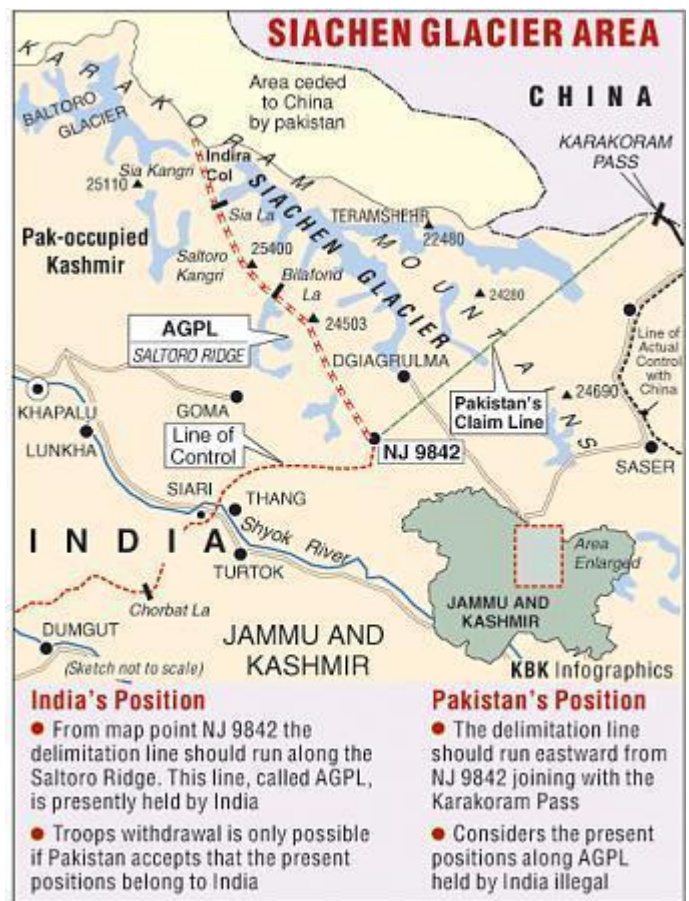 SIACHEN GLACIER AREA
KARAKORAM
MOUNTAINS
BALTORO
GLACIER
Area ceded
to China
by pakistan
CHINA
KARAKORAM
PASS
Indira
Col
Sia Kangri
25110
Sia La
SIACHEN GLACIER
TERAMSHEHR
22480
Pak-occupied
Kashmir
Saltoro
Kangri
25400
Bilafond
La
24280
24503
AGPL
SALTORO RIDGE
DGIAGRULMA
Line of
Actual
Control
with
China
Pakistan's
Claim Line
24690
KHAPALU
GOMA
LUNKHA
Line of
Control
NJ 9842
SASER
SIARI
THANG
INDIA
Shyok River
TURTOK
Area
Enlarged
Chorbat La
JAMMU AND
KASHMIR
DUMGUT
JAMMU AND
KASHMIR
(Sketch not to scale)
KBK Infographics
India's Position
● From map point NJ 9842 the
delimitation line should run along the
Saltoro Ridge. This line, called AGPL,
is presently held by India
● Troops withdrawal is only possible
if Pakistan accepts that the present
positions belong to India
Pakistan's Position
● The delimitation line
should run eastward from
NJ 9842 joining with the
Karakoram Pass
● Considers the present
positions along AGPL
held by India illegal